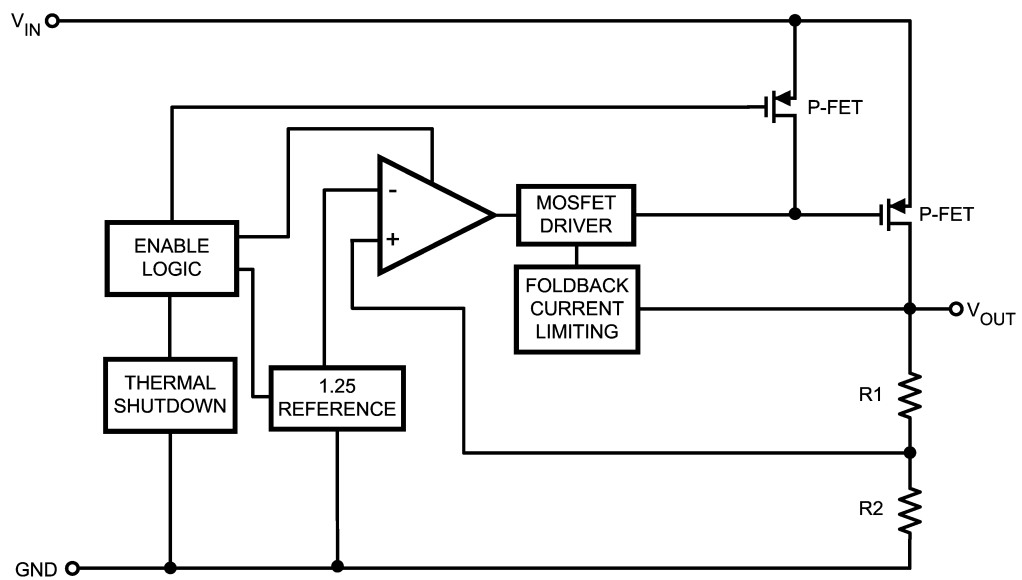 VIN
P-FET
P-FET
-
+
MOSFET
DRIVER
ENABLE
LOGIC
FOLDBACK
CURRENT
LIMITING
VOUT
THERMAL
SHUTDOWN
1.25
REFERENCE
R1
R2
GND